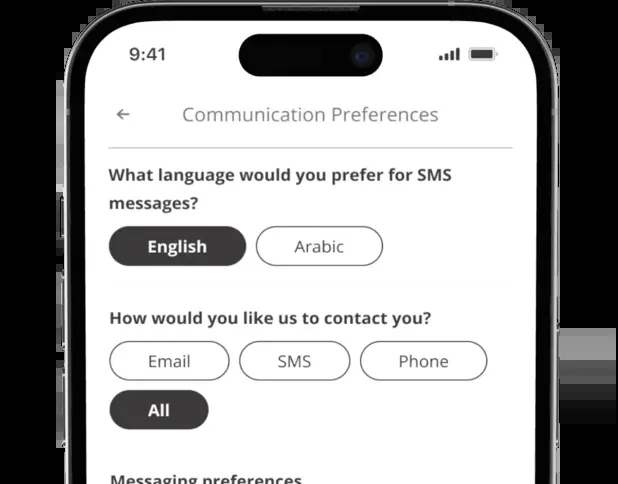 9:41
Communication Preferences
What language would you prefer for SMS
messages?
English Arabic
How would you like us to contact you?
Email SMS Phone
All
Messaging preferences